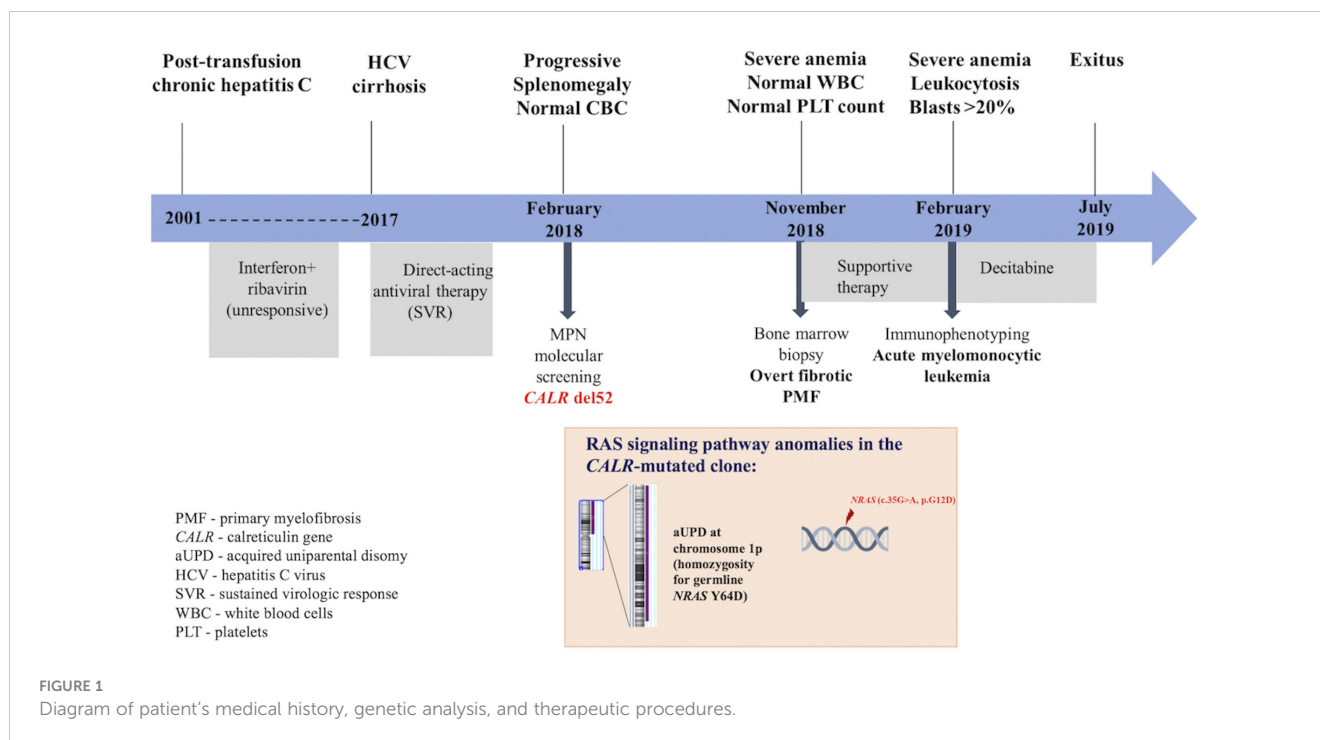 Post-transfusion
chronic hepatitis C
HCV
cirrhosis
Progressive
Splenomegaly
Normal CBC
Severe anemia
Normal WBC
Normal PLT count
Severe anemia
Leukocytosis
Blasts >20%
Exitus
2001
2017
February
2018
November
2018
February
2019
July
2019
Interferon+
ribavirin
(unresponsive)
Direct-acting
antiviral therapy
(SVR)
Supportive
therapy
Decitabine
MPN
molecular
screening
CALR del52
Bone marrow
biopsy
Overt fibrotic
PMF
Immunophenotyping
Acute myelomonocytic
leukemia
RAS signaling pathway anomalies in the
CALR-mutated clone:
aUPD at
chromosome 1p
(homozygosity
for germline
NRAS Y64D)
NRAS (c.35G>A, p.G12D)
PMF - primary myelofibrosis
CALR - calreticulin gene
aUPD - acquired uniparental disomy
HCV - hepatitis C virus
SVR - sustained virologic response
WBC - white blood cells
PLT - platelets
FIGURE 1
Diagram of patient's medical history, genetic analysis, and therapeutic procedures.